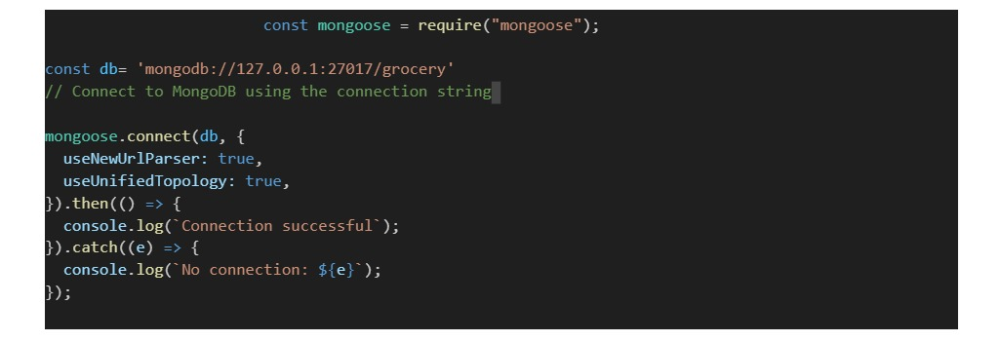 const mongoose = require("mongoose");
const db= 'mongodb://127.0.0.1:27017/grocery'
// Connect to MongoDB using the connection string
mongoose.connect(db, {
  useNewUrlParser: true,
  useUnifiedTopology: true,
}).then(() => {
  console.log(`Connection successful`);
}).catch((e) => {
  console.log(`No connection: ${e}`);
});